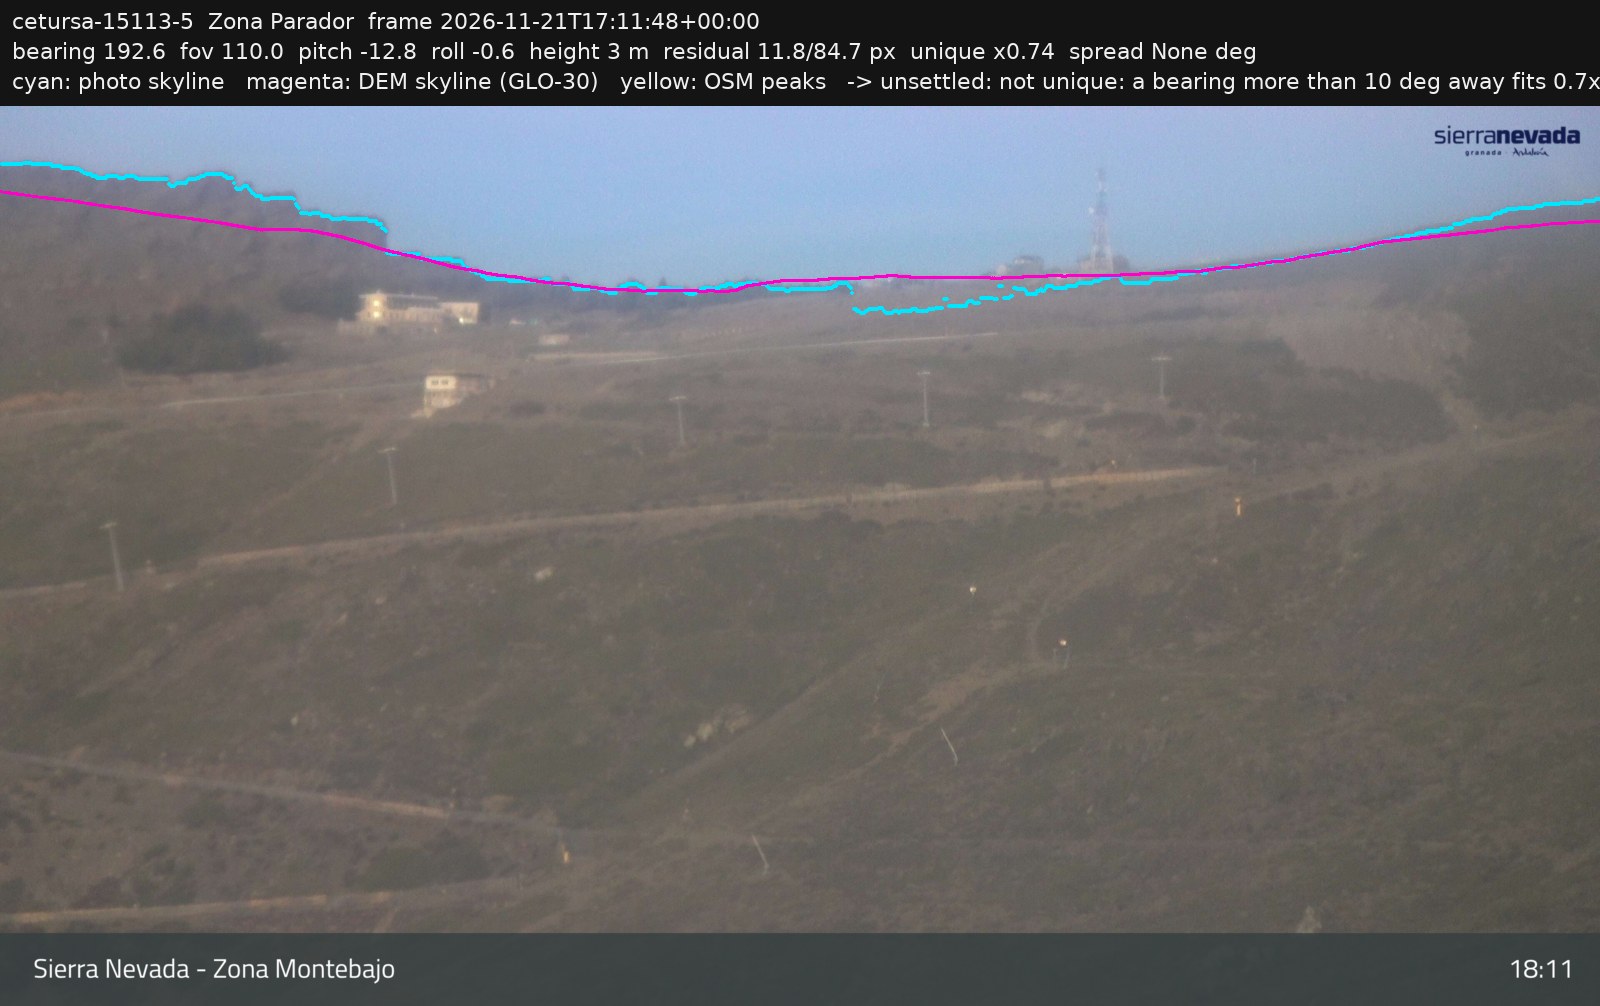 cetursa-15113-5  Zona Parador  frame 2026-11-21T17:11:48+00:00
bearing 192.6  fov 110.0  pitch -12.8  roll -0.6  height 3 m  residual 11.8/84.7 px  unique x0.74  spread None deg
cyan: photo skyline   magenta: DEM skyline (GLO-30)   yellow: OSM peaks   -> unsettled: not unique: a bearing more than 10 deg away fits 0.7x
sierranevada
granada · Andalucía
Sierra Nevada - Zona Montebajo
18:11